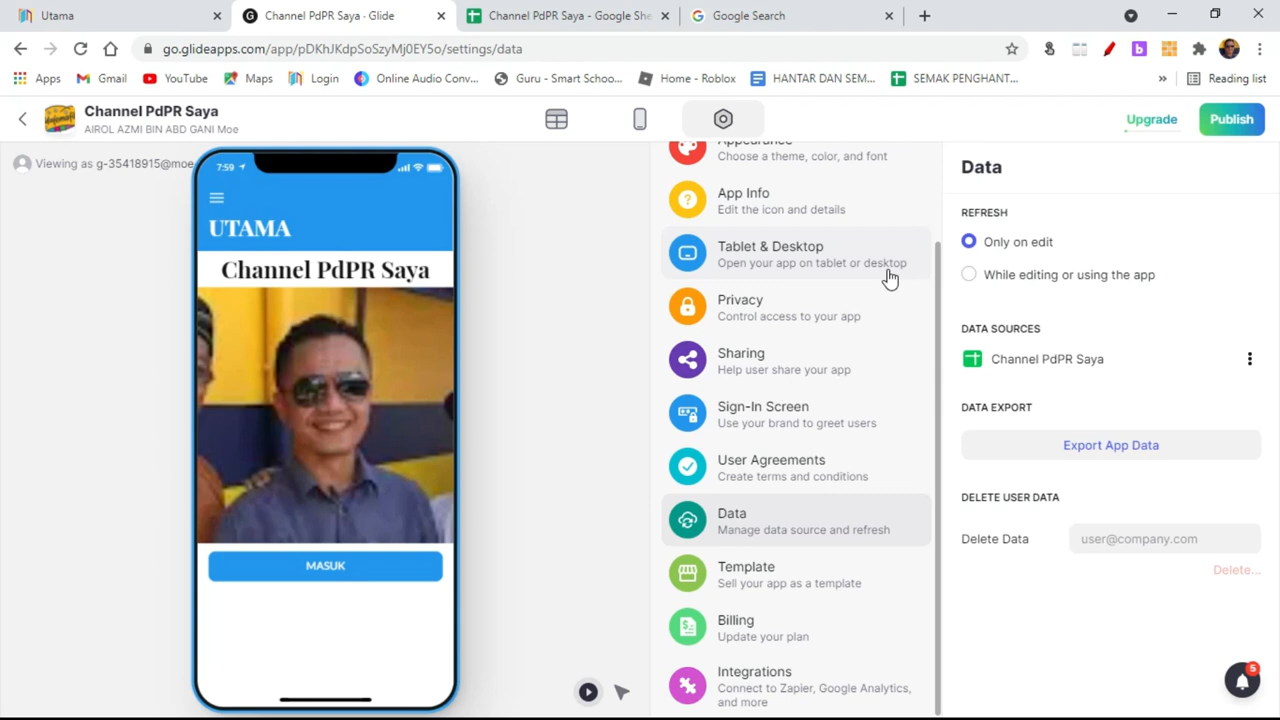 Utama
Channel PdPR Saya · Glide
Channel PdPR Saya - Google She
Google Search
go.glideapps.com/app/pDKhJKdpSoSzyMj0EY5o/settings/data
Apps
Gmail
YouTube
Maps
Login
Online Audio Conv...
Guru - Smart Schoo...
Home - Roblox
HANTAR DAN SEM...
SEMAK PENGHANT...
»
Reading list
Channel PdPR Saya
AIROL AZMI BIN ABD GANI Moe
Upgrade
Publish
Viewing as g-35418915@moe
7:59
UTAMA
Channel PdPR Saya
MASUK
Appearance
Choose a theme, color, and font
App Info
Edit the icon and details
Tablet & Desktop
Open your app on tablet or desktop
Privacy
Control access to your app
Sharing
Help user share your app
Sign-In Screen
Use your brand to greet users
User Agreements
Create terms and conditions
Data
Manage data source and refresh
Template
Sell your app as a template
Billing
Update your plan
Integrations
Connect to Zapier, Google Analytics,
and more
Data
REFRESH
Only on edit
While editing or using the app
DATA SOURCES
Channel PdPR Saya
DATA EXPORT
Export App Data
DELETE USER DATA
Delete Data
user@company.com
Delete...
5